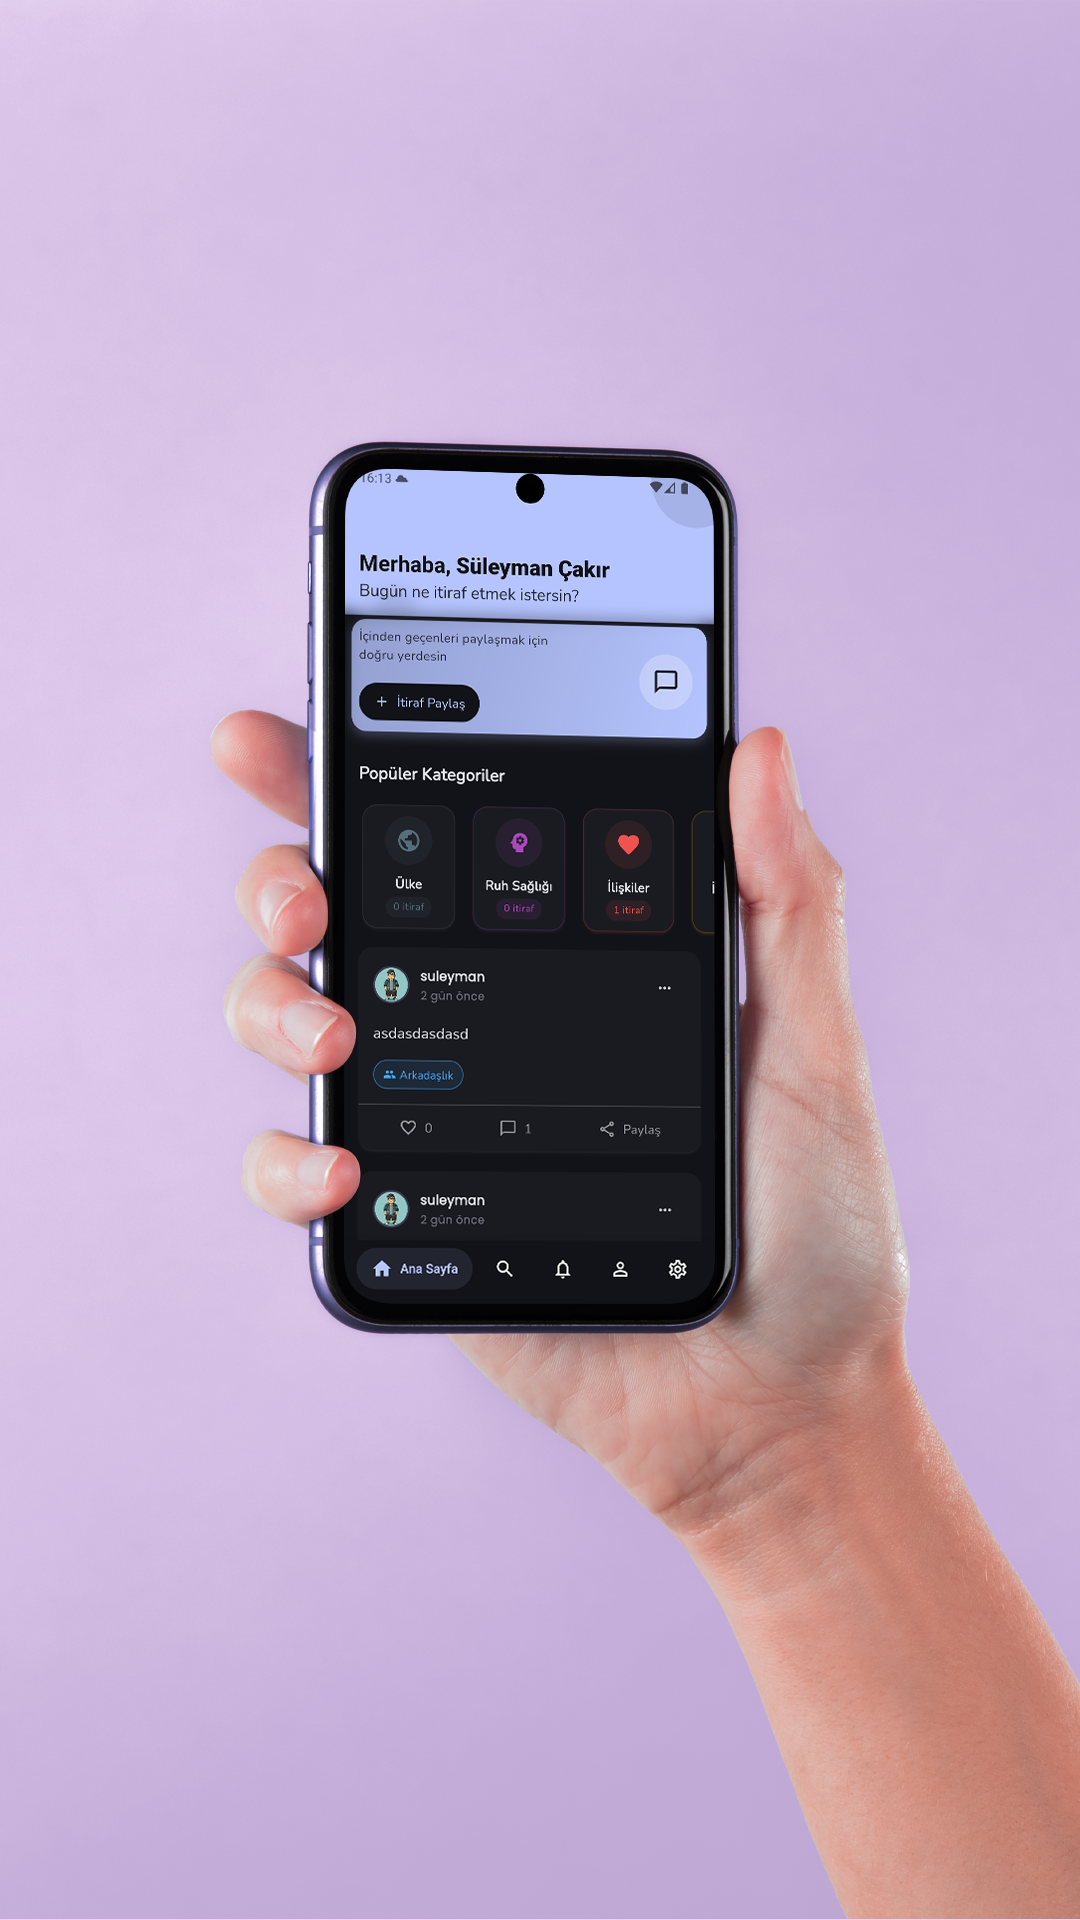 16:13
Merhaba, Süleyman Çakır
Bugün ne itiraf etmek istersin?
İçinden geçenleri paylaşmak için
doğru yerdesin
+ İtiraf Paylaş
Popüler Kategoriler
Ülke
0 itiraf
Ruh Sağlığı
0 itiraf
İlişkiler
1 itiraf
suleyman
2 gün önce
asdasdasdasd
Arkadaşlık
0
1
Paylaş
suleyman
2 gün önce
Ana Sayfa